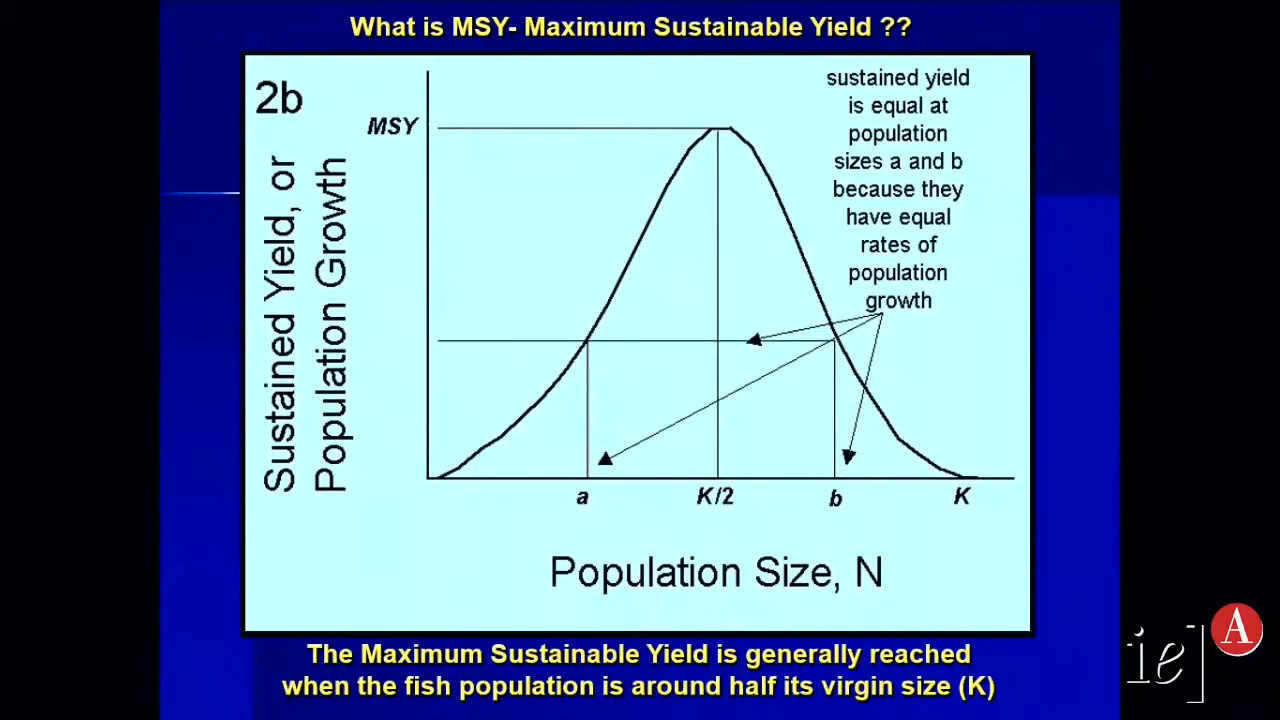 What is MSY- Maximum Sustainable Yield ??
2b
sustained yield
is equal at
population
sizes a and b
because they
have equal
rates of
population
growth
MSY
Sustained Yield, or
Population Growth
a
K/2
b
K
Population Size, N
The Maximum Sustainable Yield is generally reached
when the fish population is around half its virgin size (K)
ie]
A